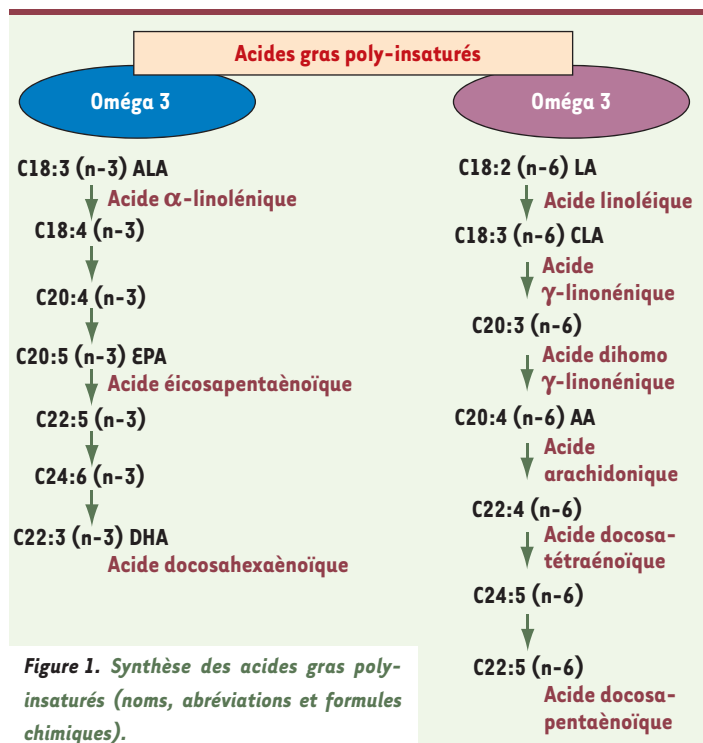 Acides gras poly-insaturés
Oméga 3
C18:3 (n-3) ALA
Acide α-linolénique
C18:4 (n-3)
C20:4 (n-3)
C20:5 (n-3) EPA
Acide éicosapentaènoïque
C22:5 (n-3)
C24:6 (n-3)
C22:3 (n-3) DHA
Acide docosahexaènoïque
Oméga 3
C18:2 (n-6) LA
Acide linoléique
C18:3 (n-6) CLA
Acide
γ-linonénique
C20:3 (n-6)
Acide dihomo
γ-linonénique
C20:4 (n-6) AA
Acide
arachidonique
C22:4 (n-6)
Acide docosa-
tétraénoïque
C24:5 (n-6)
C22:5 (n-6)
Acide docosa-
pentaènoïque
Figure 1. Synthèse des acides gras poly-
insaturés (noms, abréviations et formules
chimiques).